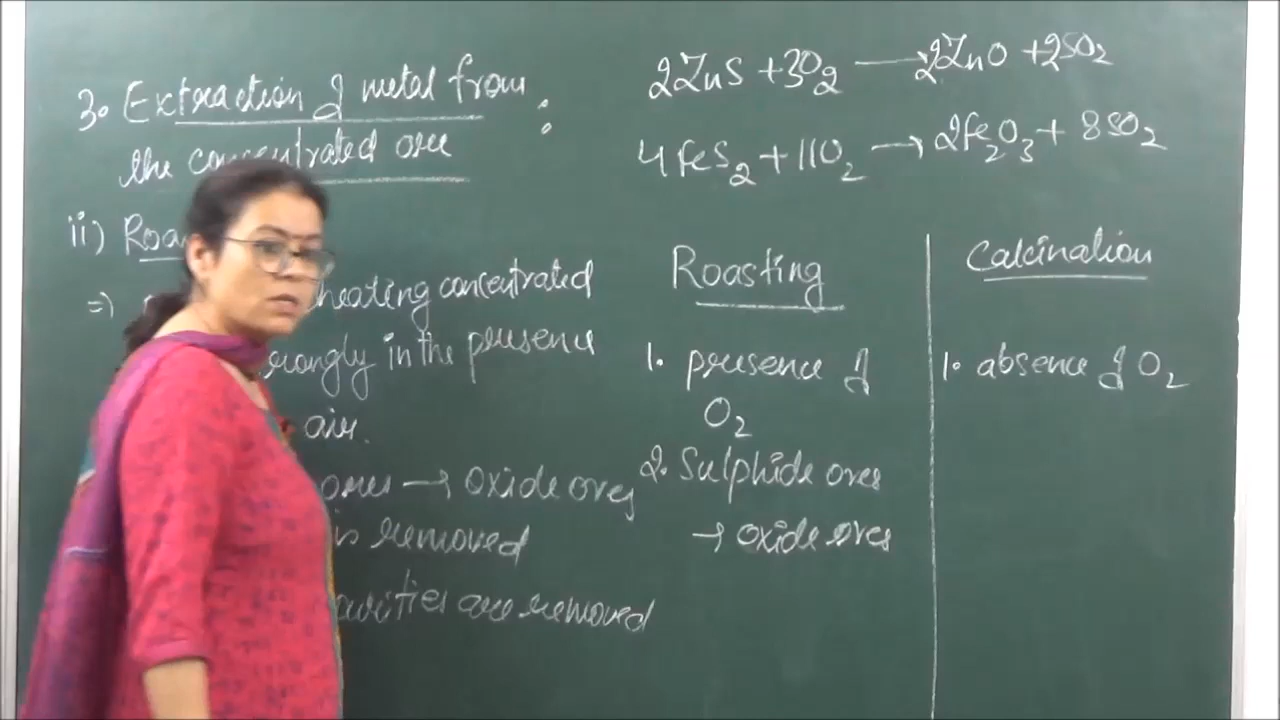 3. Extraction of metal from :
the concentrated ore
ii) Roa
=) heating concentrated
rongly in the presence
air.
ores → oxide ores
is removed
urities are removed
2ZnS + 3O₂ → 2ZnO + 2SO₂
4FeS₂ + 11O₂ → 2Fe₂O₃ + 8SO₂
Roasting
1. presence of
O₂
2. Sulphide ores
→ oxide ores
Calcination
1. absence of O₂